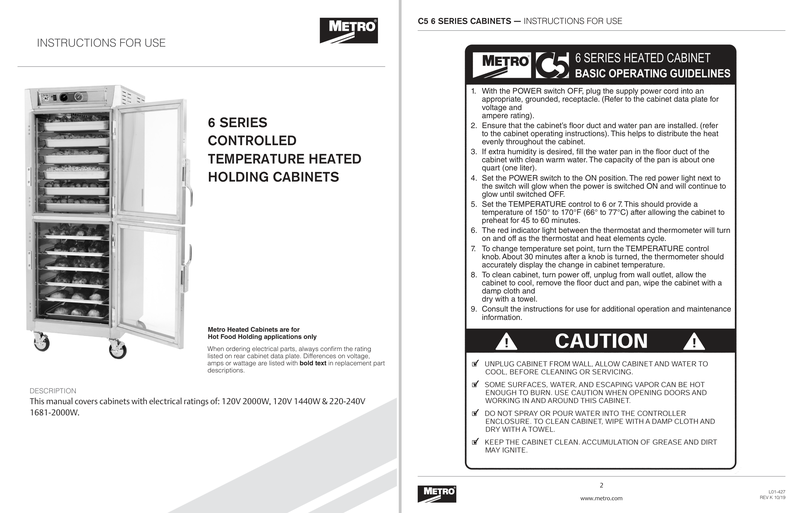 INSTRUCTIONS FOR USE
METRO®
6 SERIES
CONTROLLED
TEMPERATURE HEATED
HOLDING CABINETS
Metro Heated Cabinets are for
Hot Food Holding applications only
When ordering electrical parts, always confirm the rating
listed on rear cabinet data plate. Differences on voltage,
amps or wattage are listed with bold text in replacement part
descriptions.
DESCRIPTION
This manual covers cabinets with electrical ratings of: 120V 2000W, 120V 1440W & 220-240V
1681-2000W.
C5 6 SERIES CABINETS — INSTRUCTIONS FOR USE
METRO C5 6 SERIES HEATED CABINET
BASIC OPERATING GUIDELINES
1. With the POWER switch OFF, plug the supply power cord into an
appropriate, grounded, receptacle. (Refer to the cabinet data plate for
voltage and
ampere rating).
2. Ensure that the cabinet's floor duct and water pan are installed. (refer
to the cabinet operating instructions). This helps to distribute the heat
evenly throughout the cabinet.
3. If extra humidity is desired, fill the water pan in the floor duct of the
cabinet with clean warm water. The capacity of the pan is about one
quart (one liter).
4. Set the POWER switch to the ON position. The red power light next to
the switch will glow when the power is switched ON and will continue to
glow until switched OFF.
5. Set the TEMPERATURE control to 6 or 7. This should provide a
temperature of 150° to 170°F (66° to 77°C) after allowing the cabinet to
preheat for 45 to 60 minutes.
6. The red indicator light between the thermostat and thermometer will turn
on and off as the thermostat and heat elements cycle.
7. To change temperature set point, turn the TEMPERATURE control
knob. About 30 minutes after a knob is turned, the thermometer should
accurately display the change in cabinet temperature.
8. To clean cabinet, turn power off, unplug from wall outlet, allow the
cabinet to cool, remove the floor duct and pan, wipe the cabinet with a
damp cloth and
dry with a towel.
9. Consult the instructions for use for additional operation and maintenance
information.
CAUTION
UNPLUG CABINET FROM WALL, ALLOW CABINET AND WATER TO
COOL, BEFORE CLEANING OR SERVICING.
SOME SURFACES, WATER, AND ESCAPING VAPOR CAN BE HOT
ENOUGH TO BURN. USE CAUTION WHEN OPENING DOORS AND
WORKING IN AND AROUND THIS CABINET.
DO NOT SPRAY OR POUR WATER INTO THE CONTROLLER
ENCLOSURE. TO CLEAN CABINET, WIPE WITH A DAMP CLOTH AND
DRY WITH A TOWEL.
KEEP THE CABINET CLEAN. ACCUMULATION OF GREASE AND DIRT
MAY IGNITE.
METRO
2
www.metro.com
L01-427
REV K 10/19